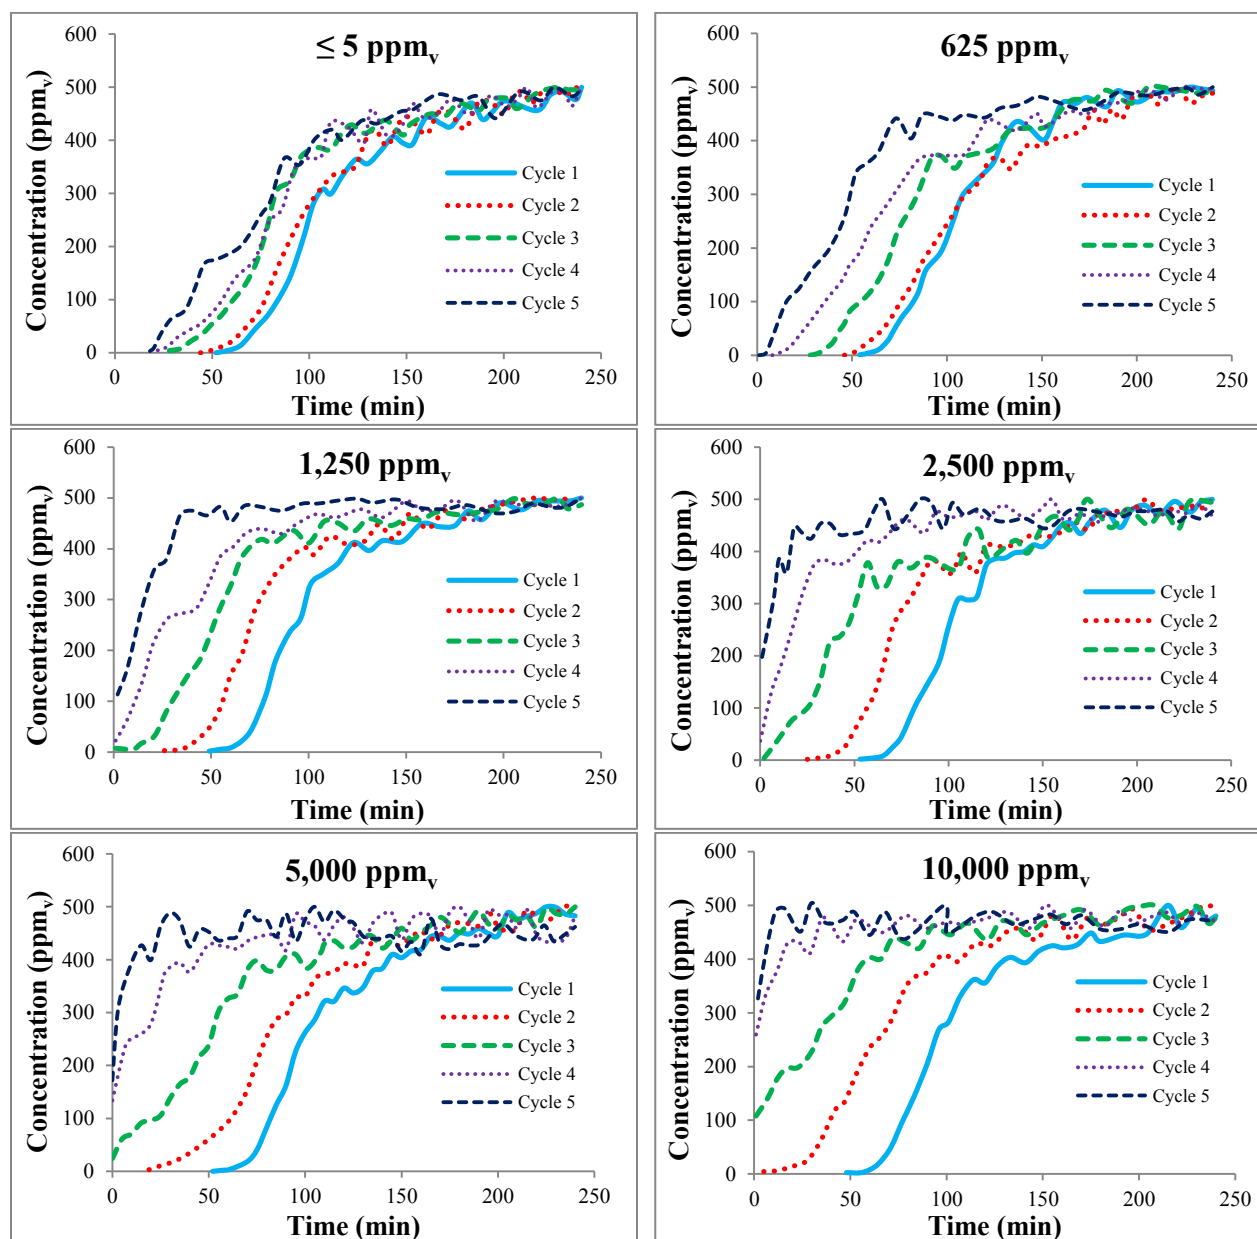 ≤ 5 ppmv
Concentration (ppmv)
600
500
400
300
200
100
0
0 50 100 150 200 250
Time (min)
Cycle 1
Cycle 2
Cycle 3
Cycle 4
Cycle 5
625 ppmv
Concentration (ppmv)
600
500
400
300
200
100
0
0 50 100 150 200 250
Time (min)
Cycle 1
Cycle 2
Cycle 3
Cycle 4
Cycle 5
1,250 ppmv
Concentration (ppmv)
600
500
400
300
200
100
0
0 50 100 150 200 250
Time (min)
Cycle 1
Cycle 2
Cycle 3
Cycle 4
Cycle 5
2,500 ppmv
Concentration (ppmv)
600
500
400
300
200
100
0
0 50 100 150 200 250
Time (min)
Cycle 1
Cycle 2
Cycle 3
Cycle 4
Cycle 5
5,000 ppmv
Concentration (ppmv)
600
500
400
300
200
100
0
0 50 100 150 200 250
Time (min)
Cycle 1
Cycle 2
Cycle 3
Cycle 4
Cycle 5
10,000 ppmv
Concentration (ppmv)
600
500
400
300
200
100
0
0 50 100 150 200 250
Time (min)
Cycle 1
Cycle 2
Cycle 3
Cycle 4
Cycle 5